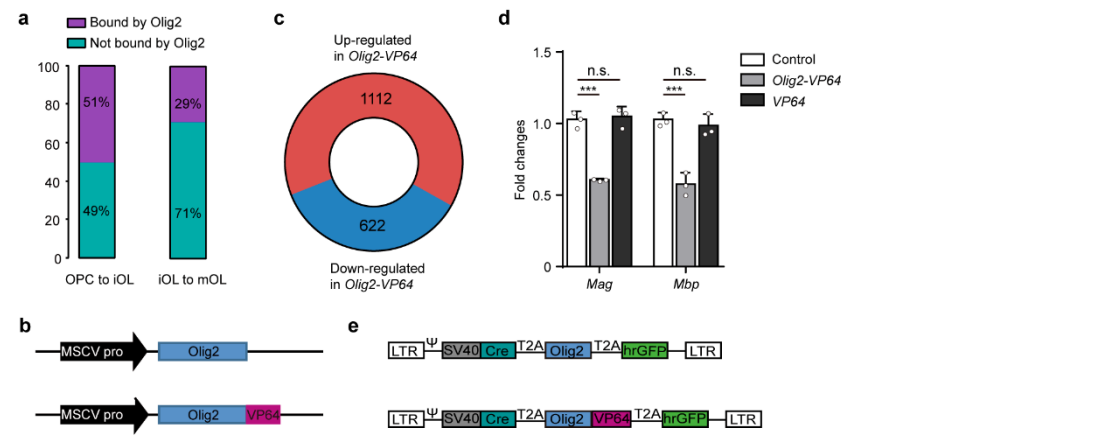 a
Bound by Olig2
Not bound by Olig2
100
80
60
40
20
0
51%
49%
29%
71%
OPC to iOL
iOL to mOL
c
Up-regulated
in Olig2-VP64
1112
622
Down-regulated
in Olig2-VP64
d
1.5
1.0
0.5
0
Fold changes
n.s.
***
n.s.
***
Mag
Mbp
Control
Olig2-VP64
VP64
b
MSCV pro
Olig2
MSCV pro
Olig2
VP64
e
LTR Ψ SV40 Cre T2A Olig2 T2A hrGFP LTR
LTR Ψ SV40 Cre T2A Olig2 VP64 T2A hrGFP LTR